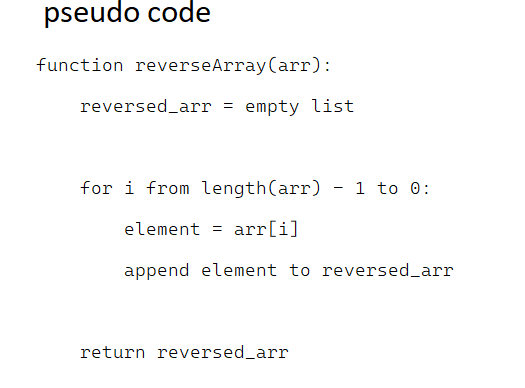 pseudo code
function reverseArray(arr):
    reversed_arr = empty list
    for i from length(arr) - 1 to 0:
        element = arr[i]
        append element to reversed_arr
    return reversed_arr